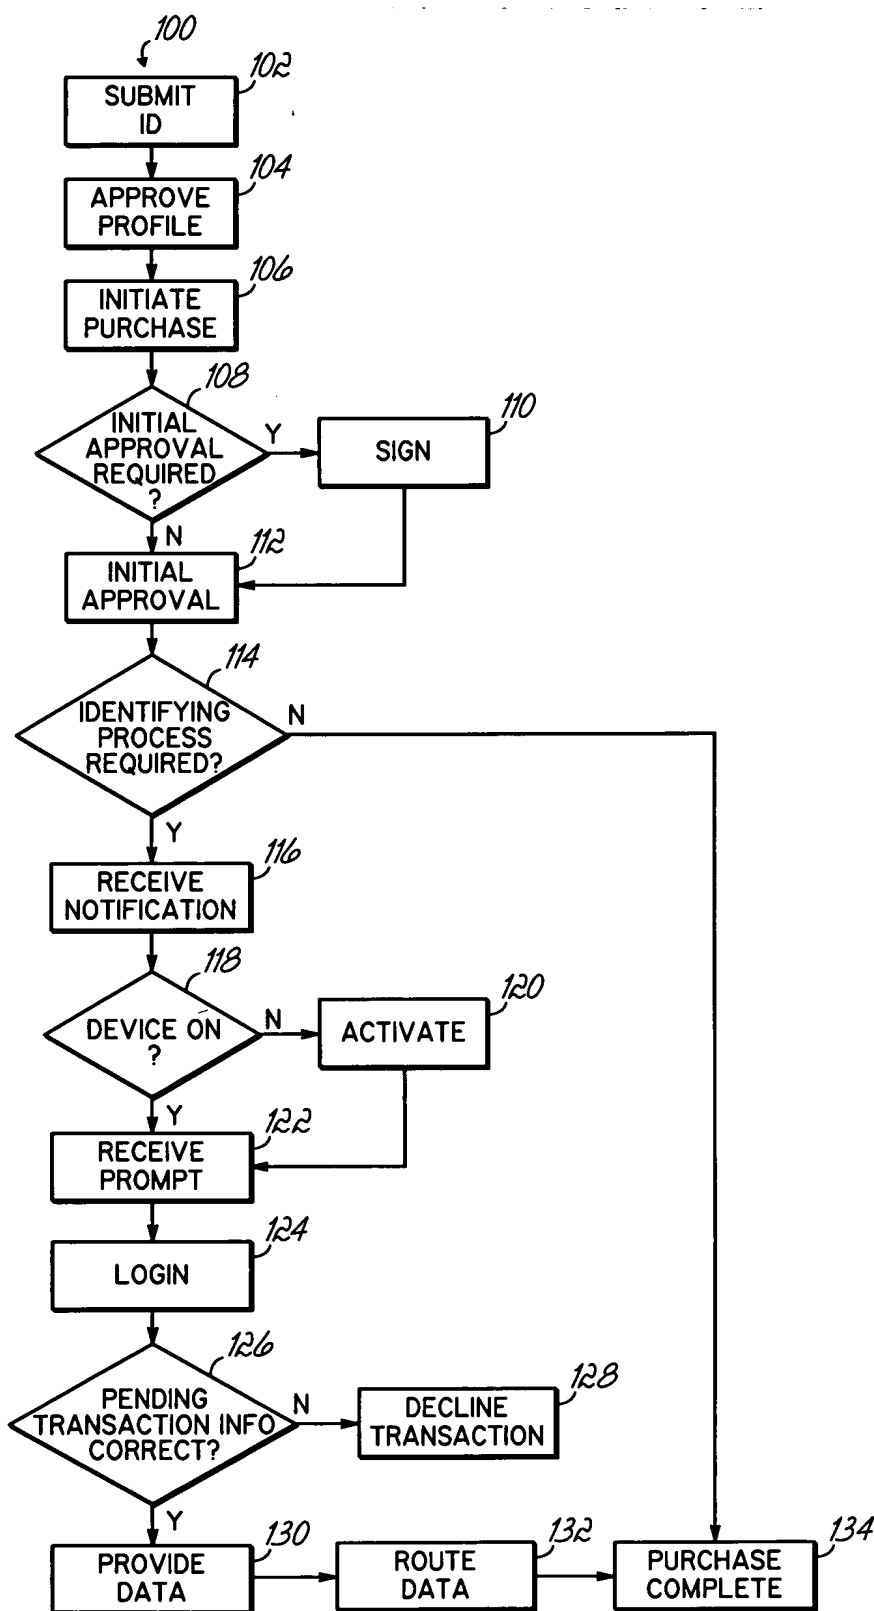 100
102
SUBMIT
ID
104
APPROVE
PROFILE
106
INITIATE
PURCHASE
108
INITIAL
APPROVAL
REQUIRED
?
Y
110
SIGN
N
112
INITIAL
APPROVAL
114
IDENTIFYING
PROCESS
REQUIRED?
N
Y
116
RECEIVE
NOTIFICATION
118
DEVICE ON
?
N
120
ACTIVATE
Y
122
RECEIVE
PROMPT
124
LOGIN
126
PENDING
TRANSACTION INFO
CORRECT?
N
128
DECLINE
TRANSACTION
Y
130
PROVIDE
DATA
132
ROUTE
DATA
134
PURCHASE
COMPLETE